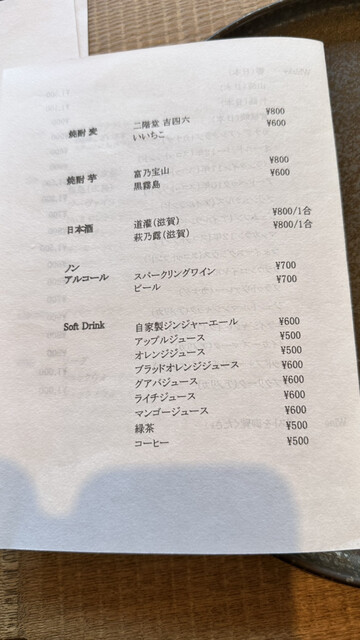 焼酎 麦 二階堂 吉四六 ¥800
いいちこ ¥600
焼酎 芋 富乃宝山 ¥800
黒霧島 ¥600
日本酒 道灌(滋賀) ¥800/1合
萩乃露(滋賀) ¥800/1合
ノン
アルコール スパークリングワイン ¥700
ビール ¥700
Soft Drink 自家製ジンジャーエール ¥600
アップルジュース ¥500
オレンジジュース ¥500
ブラッドオレンジジュース ¥600
グアバジュース ¥600
ライチジュース ¥600
マンゴージュース ¥600
緑茶 ¥500
コーヒー ¥500